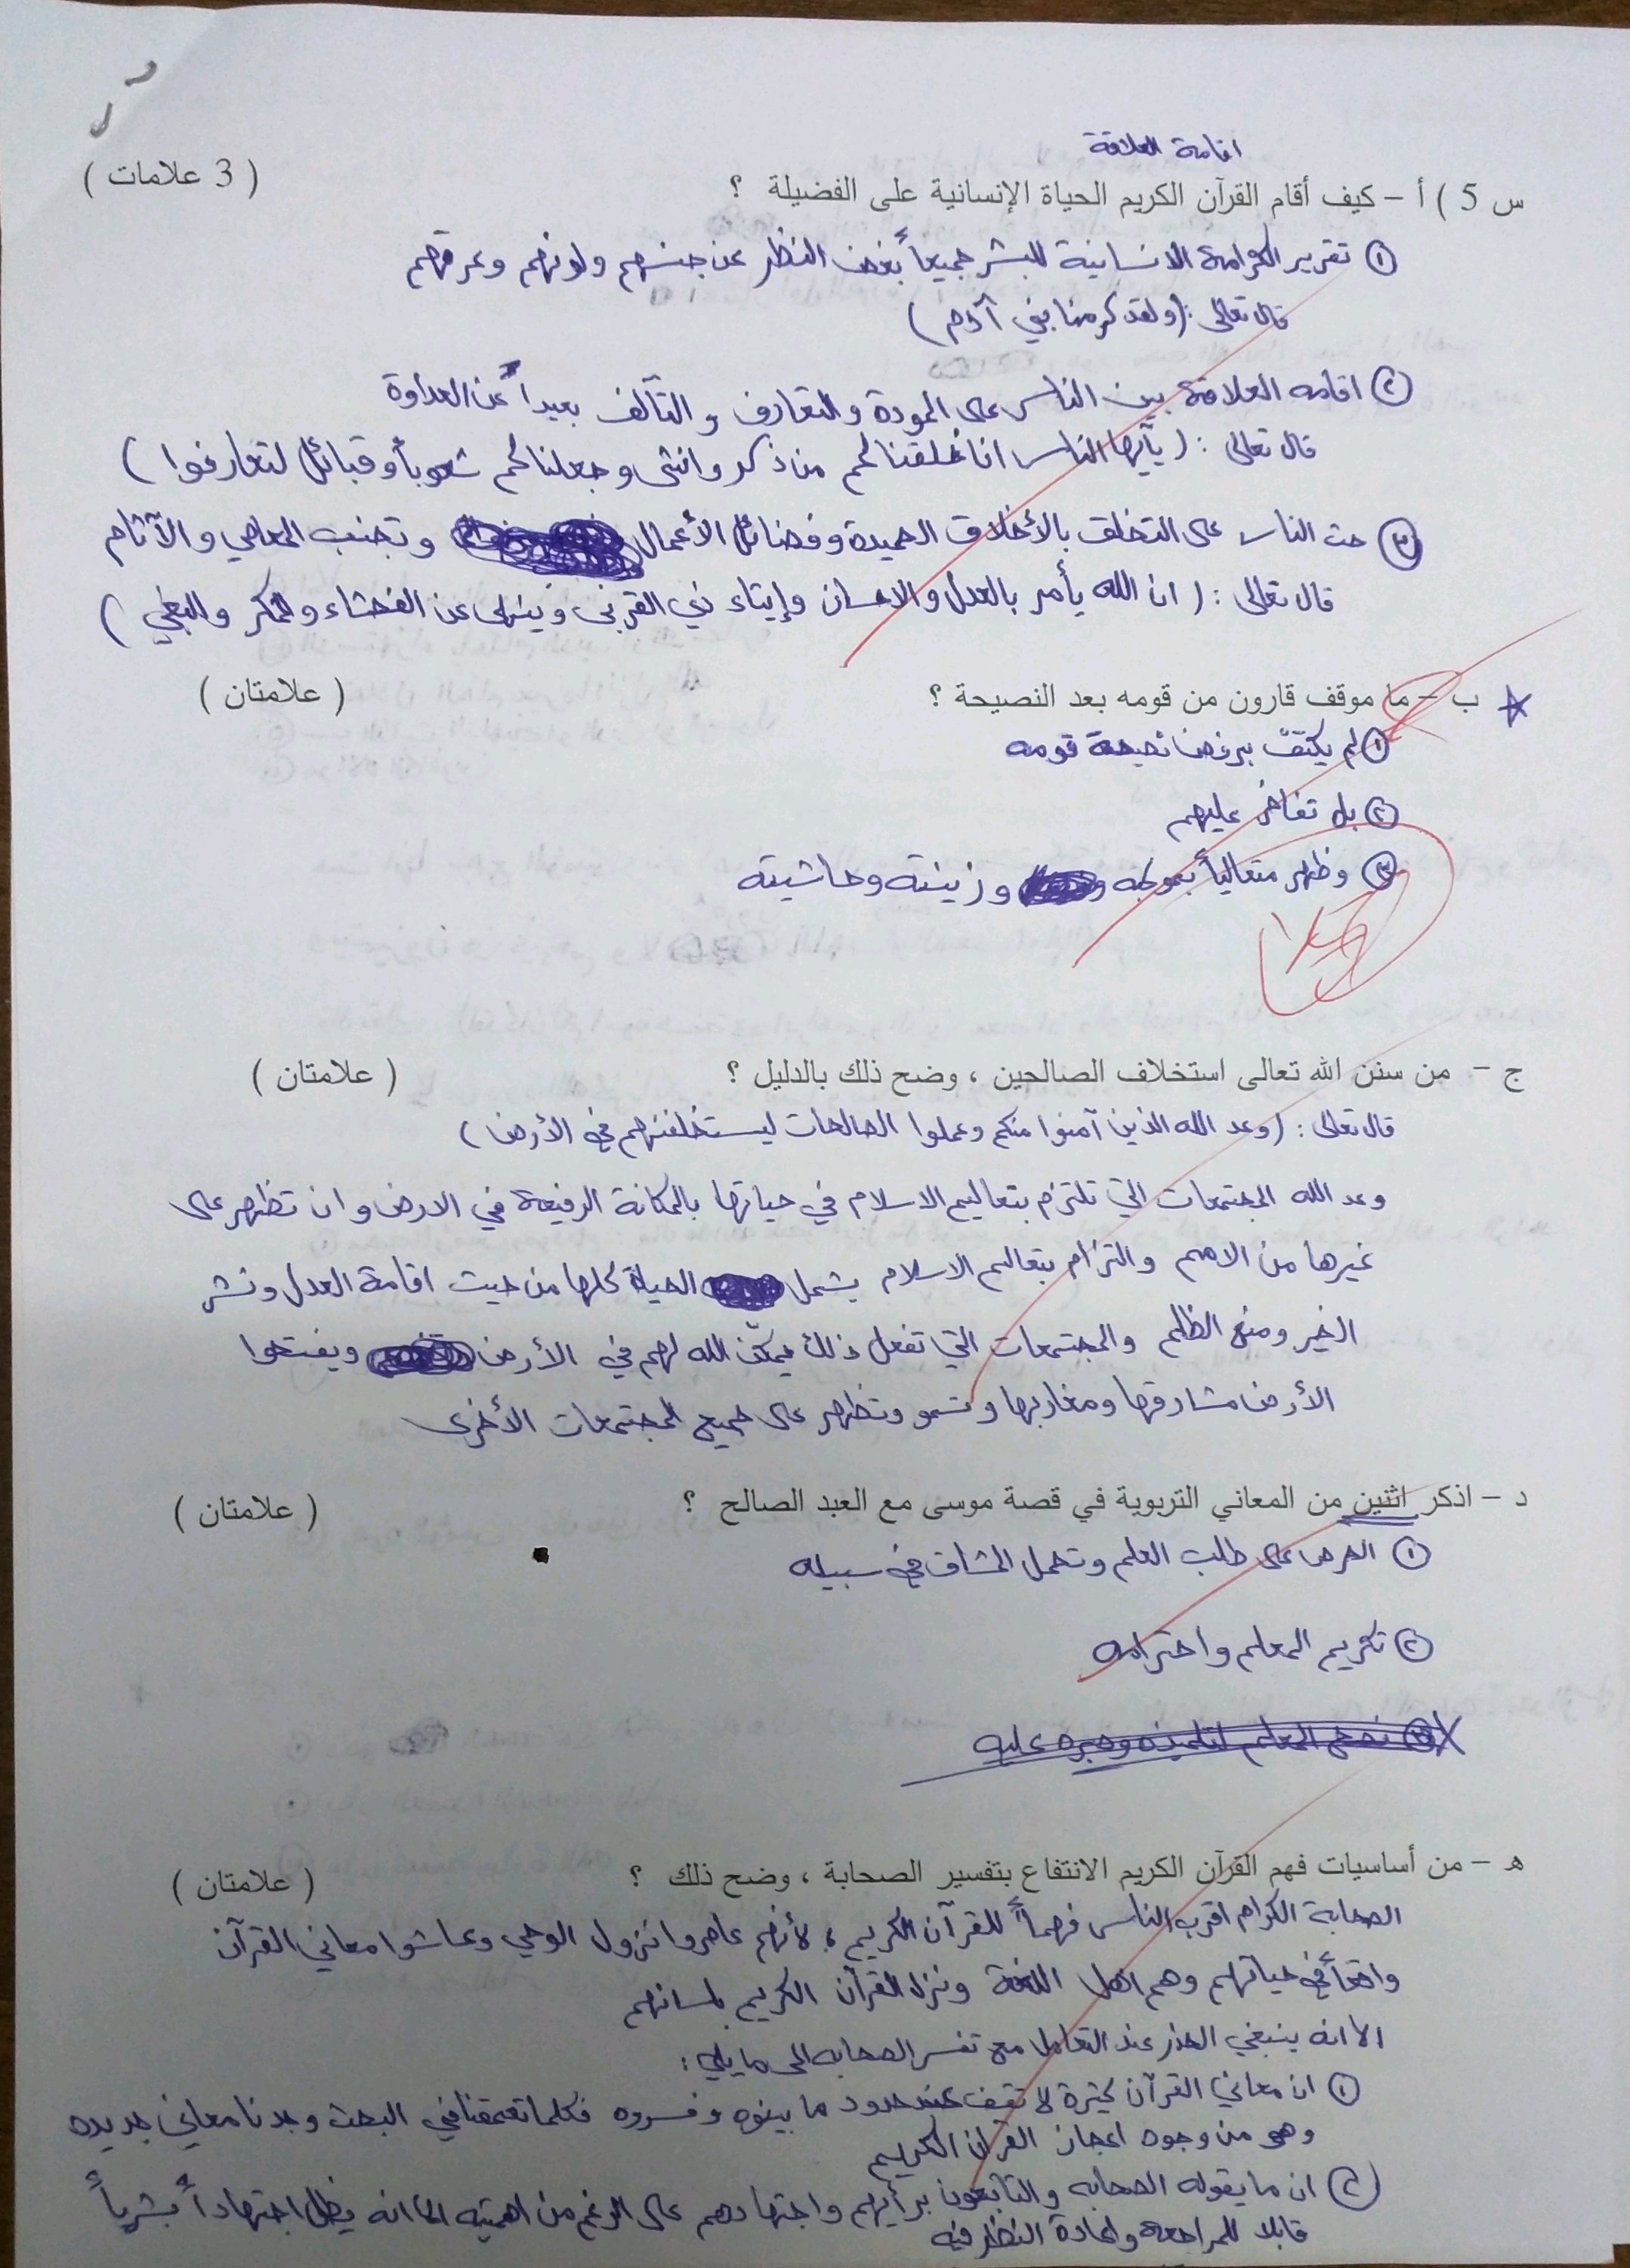 اقامة العلاقة
س 5 ) أ – كيف أقام القرآن الكريم الحياة الإنسانية على الفضيلة ؟ ( 3 علامات )
① تقرير الكرامة الانسانية للبشر جميعاً بغض النظر عن جنسهم ولونهم وعرقهم
قال تعالى : ( ولقد كرمنا بني آدم )
② اقامه العلاقة بين الناس على المودة والتعارف والتآلف بعيداً عن العداوة
قال تعالى : ( يأيها الناس انا خلقناكم من ذكر وانثى وجعلناكم شعوباً وقبائل لتعارفوا )
③ حث الناس على التخلق بالأخلاق الحميدة وفضائل الأعمال وتجنب المعاصي والآثام
قال تعالى : ( ان الله يأمر بالعدل والاحسان وإيتاء ذي القربى وينهى عن الفحشاء والمنكر والبغي )
ب – ما موقف قارون من قومه بعد النصيحة ؟ ( علامتان )
① لم يكتف برفض نصيحة قومه
② بل تفاخر عليهم
③ وظهر متعالياً بموكبه وزينته وحاشيته
ج – من سنن الله تعالى استخلاف الصالحين ، وضح ذلك بالدليل ؟ ( علامتان )
قال تعالى : ( وعد الله الذين آمنوا منكم وعملوا الصالحات ليستخلفنهم في الأرض )
وعد الله المجتمعات التي تلتزم بتعاليم الاسلام في حياتها بالمكانة الرفيعة في الارض وان تظهر على
غيرها من الامم والتزام بتعاليم الاسلام يشمل الحياة كلها من حيث اقامة العدل ونشر
الخير ومنع الظلم والمجتمعات التي تفعل ذلك يمكّن الله لهم في الأرض ويفتحوا
الأرض مشارقها ومغاربها وتسمو وتظهر على جميع المجتمعات الأخرى
د – اذكر اثنين من المعاني التربوية في قصة موسى مع العبد الصالح ؟ ( علامتان )
① الحرص على طلب العلم وتحمل المشاق في سبيله
② تكريم المعلم واحترامه
③ نصح المعلم لتلميذه وصبره عليه
هـ – من أساسيات فهم القرآن الكريم الانتفاع بتفسير الصحابة ، وضح ذلك ؟ ( علامتان )
الصحابة الكرام اقرب الناس فهماً للقرآن الكريم ، لأنهم عاصروا نزول الوحي وعاشوا معاني القرآن
واقعاً في حياتهم وهم اهل اللغة ونزل القرآن الكريم بلسانهم
الا انه ينبغي الحذر عند التعامل مع تفسر الصحابه الى ما يلي :
① ان معاني القرآن كثيرة لا تقف عند حدود ما بينوه وفسروه فكلما تعمقنا في البحث وجدنا معاني جديده
وهو من وجوه اعجاز القران الكريم
② ان ما يقوله الصحابه والتابعون برأيهم واجتهادهم على الرغم من اهميته الا انه يظل اجتهاداً بشرياً
قابلا للمراجعة واعادة النظر فيه